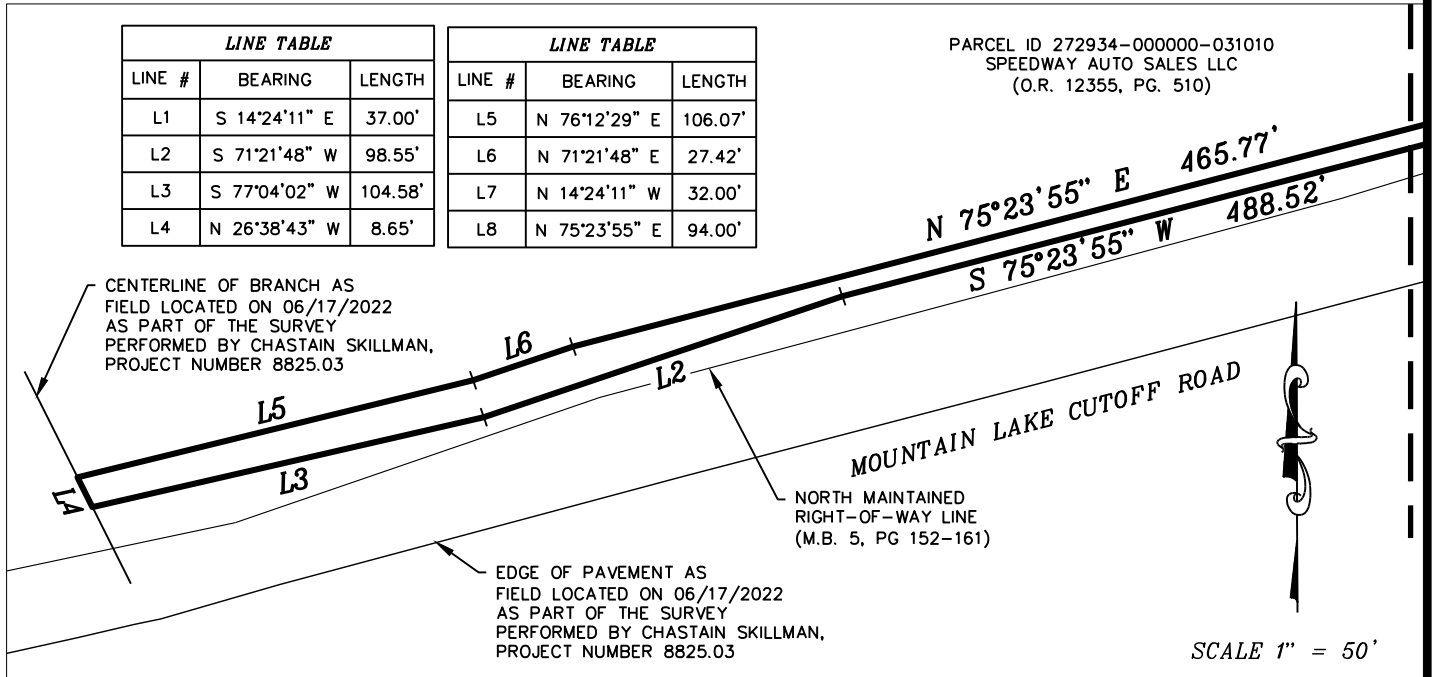 LINE TABLE
LINE # BEARING LENGTH
L1 S 14°24'11" E 37.00'
L2 S 71°21'48" W 98.55'
L3 S 77°04'02" W 104.58'
L4 N 26°38'43" W 8.65'
LINE TABLE
LINE # BEARING LENGTH
L5 N 76°12'29" E 106.07'
L6 N 71°21'48" E 27.42'
L7 N 14°24'11" W 32.00'
L8 N 75°23'55" E 94.00'
PARCEL ID 272934-000000-031010
SPEEDWAY AUTO SALES LLC
(O.R. 12355, PG. 510)
N 75°23'55" E 465.77'
S 75°23'55" W 488.52'
CENTERLINE OF BRANCH AS
FIELD LOCATED ON 06/17/2022
AS PART OF THE SURVEY
PERFORMED BY CHASTAIN SKILLMAN,
PROJECT NUMBER 8825.03
L6
L2
L5
L3
L4
MOUNTAIN LAKE CUTOFF ROAD
NORTH MAINTAINED
RIGHT-OF-WAY LINE
(M.B. 5, PG 152-161)
EDGE OF PAVEMENT AS
FIELD LOCATED ON 06/17/2022
AS PART OF THE SURVEY
PERFORMED BY CHASTAIN SKILLMAN,
PROJECT NUMBER 8825.03
SCALE 1" = 50'